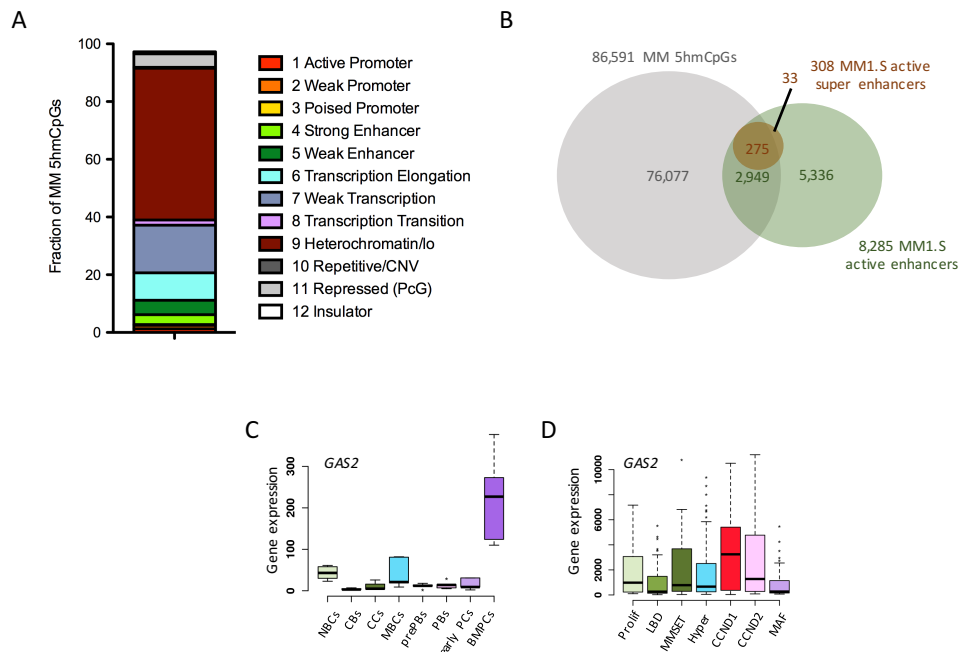 A
100
80
60
40
20
0
Fraction of MM 5hmCpGs
1 Active Promoter
2 Weak Promoter
3 Poised Promoter
4 Strong Enhancer
5 Weak Enhancer
6 Transcription Elongation
7 Weak Transcription
8 Transcription Transition
9 Heterochromatin/lo
10 Repetitive/CNV
11 Repressed (PcG)
12 Insulator
B
86,591 MM 5hmCpGs
308 MM1.S active
super enhancers
33
275
76,077
2,949
5,336
8,285 MM1.S
active enhancers
C
GAS2
Gene expression
300
200
100
0
NBCs
CBs
CCs
MBCs
prePBs
PBs
early PCs
BMPCs
D
GAS2
Gene expression
10000
6000
2000
0
Prolif
LBD
MMSET
Hyper
CCND1
CCND2
MAF